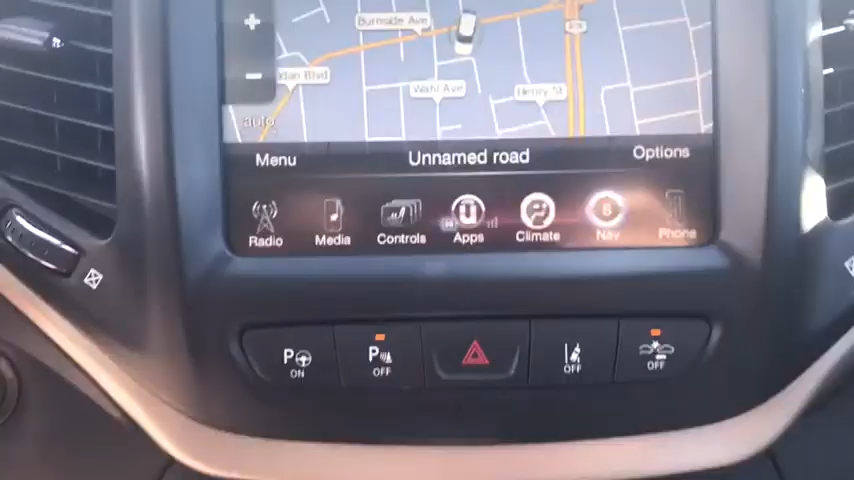 +
Burnside Ave
−
Wahl Ave
Henry St
auto
Menu
Unnamed road
Options
Radio
Media
Controls
Apps
Climate
Nav
Phone
P ON
P OFF
OFF
OFF